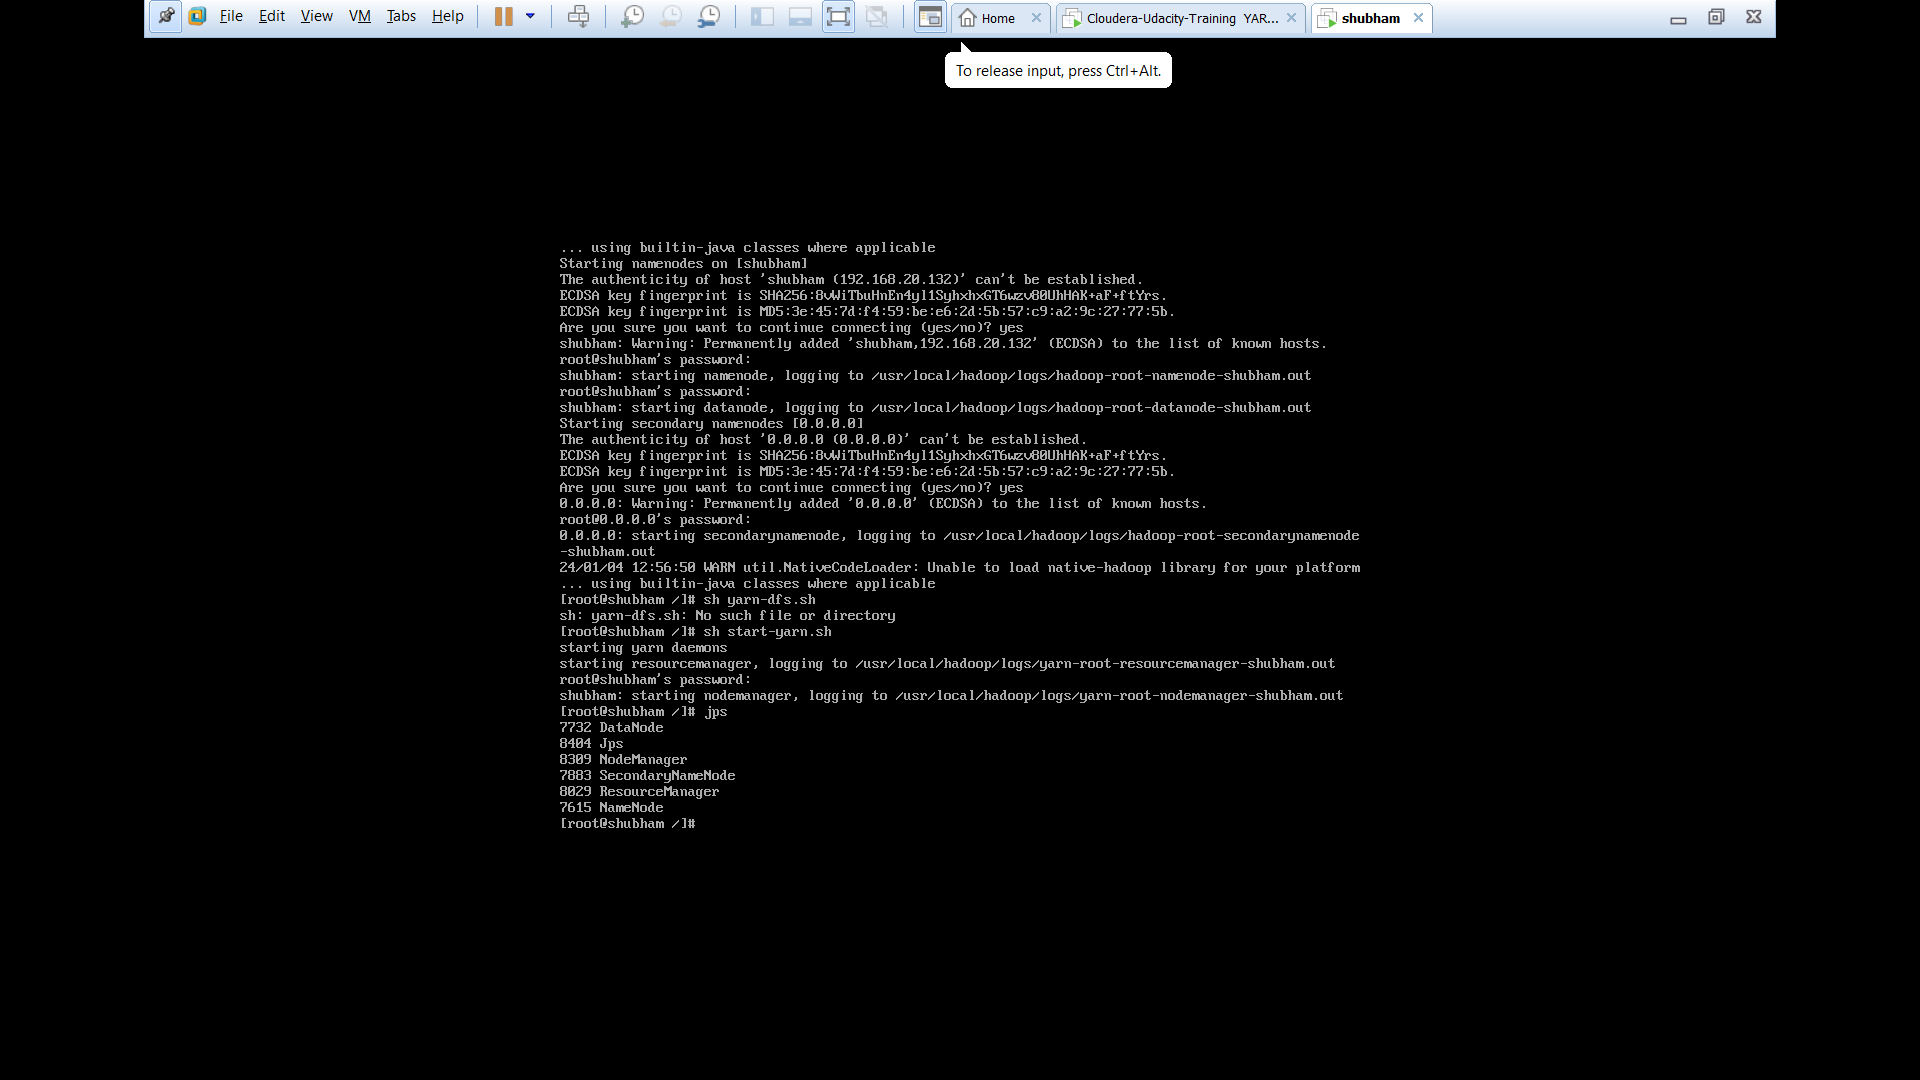 File Edit View VM Tabs Help Home Cloudera-Udacity-Training YAR... shubham
To release input, press Ctrl+Alt.
... using builtin-java classes where applicable
Starting namenodes on [shubham]
The authenticity of host 'shubham (192.168.20.132)' can't be established.
ECDSA key fingerprint is SHA256:8vWiTbuHnEn4yl1SyhxhxGT6wzv80UhHAK+aF+ftYrs.
ECDSA key fingerprint is MD5:3e:45:7d:f4:59:be:e6:2d:5b:57:c9:a2:9c:27:77:5b.
Are you sure you want to continue connecting (yes/no)? yes
shubham: Warning: Permanently added 'shubham,192.168.20.132' (ECDSA) to the list of known hosts.
root@shubham's password:
shubham: starting namenode, logging to /usr/local/hadoop/logs/hadoop-root-namenode-shubham.out
root@shubham's password:
shubham: starting datanode, logging to /usr/local/hadoop/logs/hadoop-root-datanode-shubham.out
Starting secondary namenodes [0.0.0.0]
The authenticity of host '0.0.0.0 (0.0.0.0)' can't be established.
ECDSA key fingerprint is SHA256:8vWiTbuHnEn4yl1SyhxhxGT6wzv80UhHAK+aF+ftYrs.
ECDSA key fingerprint is MD5:3e:45:7d:f4:59:be:e6:2d:5b:57:c9:a2:9c:27:77:5b.
Are you sure you want to continue connecting (yes/no)? yes
0.0.0.0: Warning: Permanently added '0.0.0.0' (ECDSA) to the list of known hosts.
root@0.0.0.0's password:
0.0.0.0: starting secondarynamenode, logging to /usr/local/hadoop/logs/hadoop-root-secondarynamenode
-shubham.out
24/01/04 12:56:50 WARN util.NativeCodeLoader: Unable to load native-hadoop library for your platform
... using builtin-java classes where applicable
[root@shubham /]# sh yarn-dfs.sh
sh: yarn-dfs.sh: No such file or directory
[root@shubham /]# sh start-yarn.sh
starting yarn daemons
starting resourcemanager, logging to /usr/local/hadoop/logs/yarn-root-resourcemanager-shubham.out
root@shubham's password:
shubham: starting nodemanager, logging to /usr/local/hadoop/logs/yarn-root-nodemanager-shubham.out
[root@shubham /]# jps
7732 DataNode
8404 Jps
8309 NodeManager
7883 SecondaryNameNode
8029 ResourceManager
7615 NameNode
[root@shubham /]#